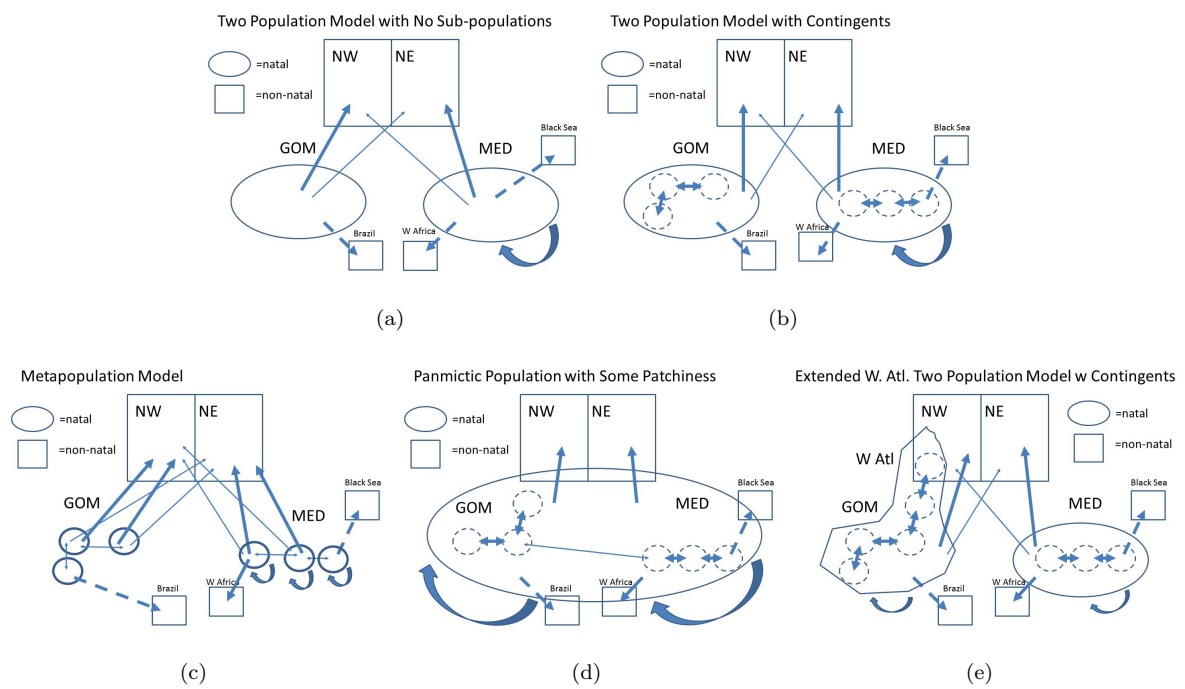 Two Population Model with No Sub-populations
NW
NE
=natal
=non-natal
Black Sea
GOM
MED
Brazil
W Africa
(a)
Two Population Model with Contingents
NW
NE
=natal
=non-natal
Black Sea
GOM
MED
W Africa
Brazil
(b)
Metapopulation Model
NW
NE
=natal
=non-natal
Black Sea
GOM
MED
W Africa
Brazil
(c)
Panmictic Population with Some Patchiness
NW
NE
=natal
=non-natal
Black Sea
GOM
MED
W Africa
Brazil
(d)
Extended W. Atl. Two Population Model w Contingents
NW
NE
=natal
=non-natal
W Atl
Black Sea
GOM
MED
W Africa
Brazil
(e)